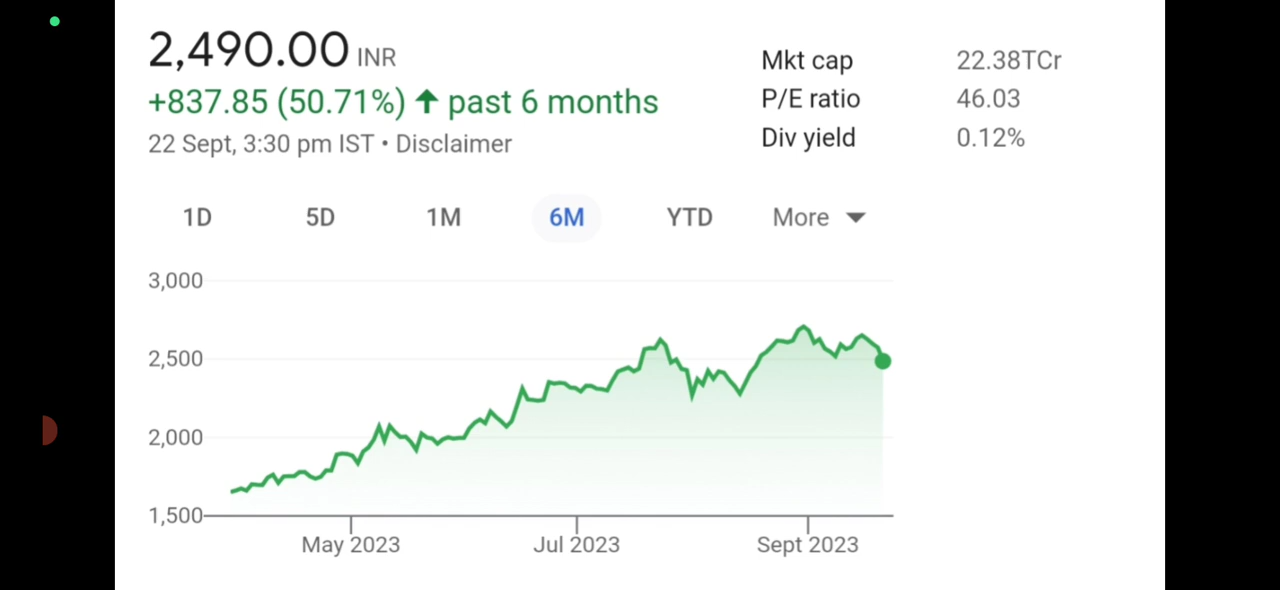 2,490.00 INR
+837.85 (50.71%) ↑ past 6 months
22 Sept, 3:30 pm IST • Disclaimer
Mkt cap 22.38TCr
P/E ratio 46.03
Div yield 0.12%
1D 5D 1M 6M YTD More
3,000
2,500
2,000
1,500
May 2023 Jul 2023 Sept 2023